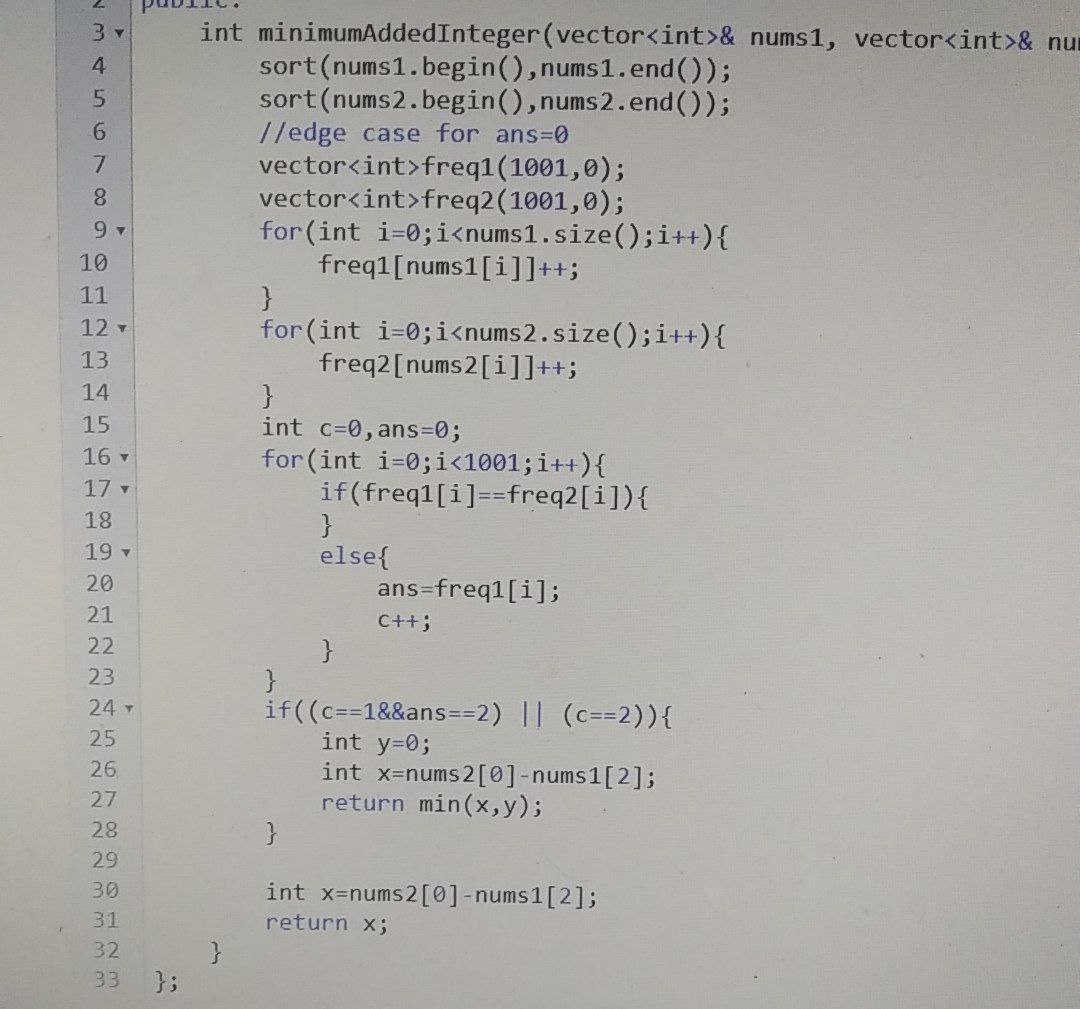 2 public:
3 int minimumAddedInteger(vector<int>& nums1, vector<int>&
4 sort(nums1.begin(),nums1.end());
5 sort(nums2.begin(),nums2.end());
6 //edge case for ans=0
7 vector<int>freq1(1001,0);
8 vector<int>freq2(1001,0);
9 for(int i=0;i<nums1.size();i++){
10 freq1[nums1[i]]++;
11 }
12 for(int i=0;i<nums2.size();i++){
13 freq2[nums2[i]]++;
14 }
15 int c=0,ans=0;
16 for(int i=0;i<1001;i++){
17 if(freq1[i]==freq2[i]){
18 }
19 else{
20 ans=freq1[i];
21 c++;
22 }
23 }
24 if((c==1&&ans==2) || (c==2)){
25 int y=0;
26 int x=nums2[0]-nums1[2];
27 return min(x,y);
28 }
29
30 int x=nums2[0]-nums1[2];
31 return x;
32 }
33 };